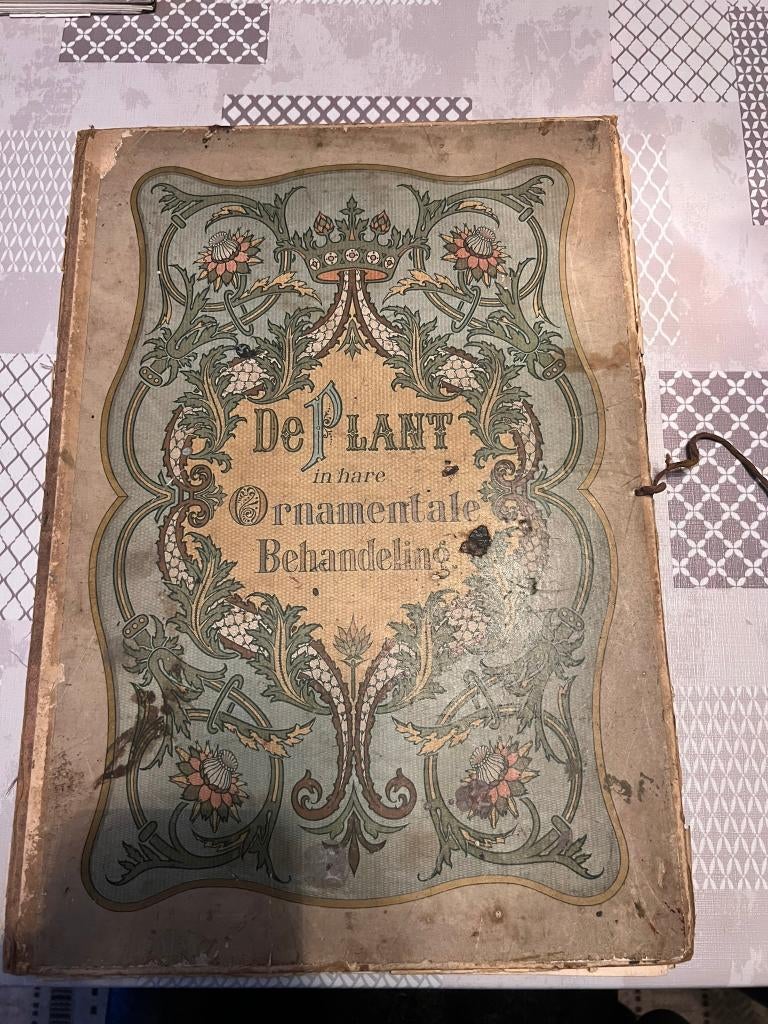 De Plant
in hare
Ornamentale
Behandeling.